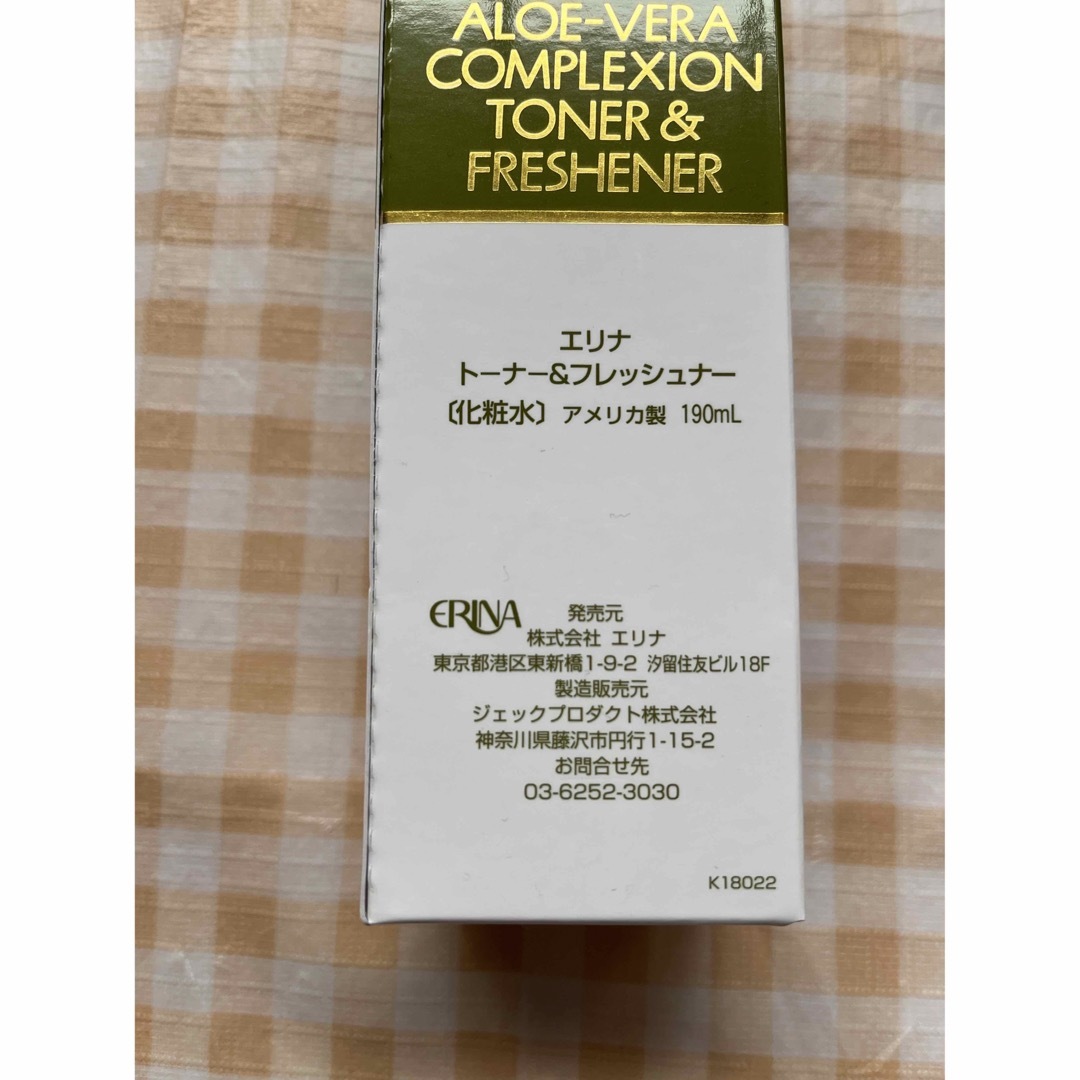 ALOE-VERA
COMPLEXION
TONER &
FRESHENER
エリナ
トーナー&フレッシュナー
〔化粧水〕 アメリカ製 190mL
ERINA 発売元
株式会社 エリナ
東京都港区東新橋1-9-2 汐留住友ビル18F
製造販売元
ジェックプロダクト株式会社
神奈川県藤沢市円行1-15-2
お問合せ先
03-6252-3030
K18022